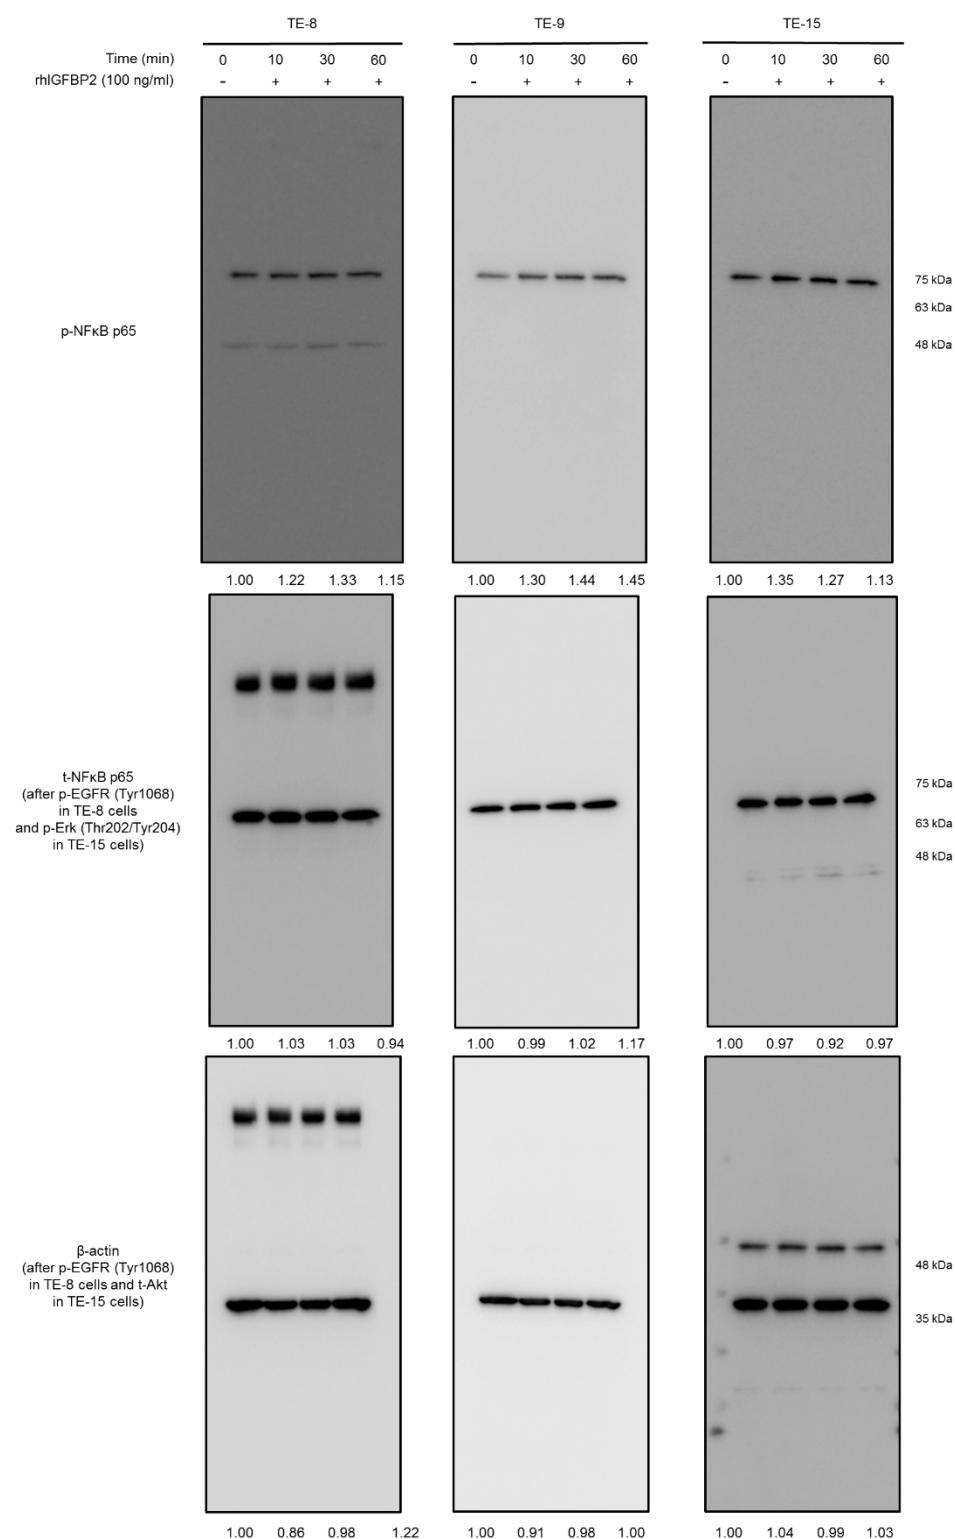 TE-8 TE-9 TE-15
Time (min) 0 10 30 60 0 10 30 60 0 10 30 60
rhIGFBP2 (100 ng/ml) - + + + - + + + - + + +
75 kDa
63 kDa
p-NFκB p65
48 kDa
1.00 1.22 1.33 1.15 1.00 1.30 1.44 1.45 1.00 1.35 1.27 1.13
t-NFκB p65
(after p-EGFR (Tyr1068)
in TE-8 cells
and p-Erk (Thr202/Tyr204)
in TE-15 cells)
75 kDa
63 kDa
48 kDa
1.00 1.03 1.03 0.94 1.00 0.99 1.02 1.17 1.00 0.97 0.92 0.97
β-actin
(after p-EGFR (Tyr1068)
in TE-8 cells and t-Akt
in TE-15 cells)
48 kDa
35 kDa
1.00 0.86 0.98 1.22 1.00 0.91 0.98 1.00 1.00 1.04 0.99 1.03